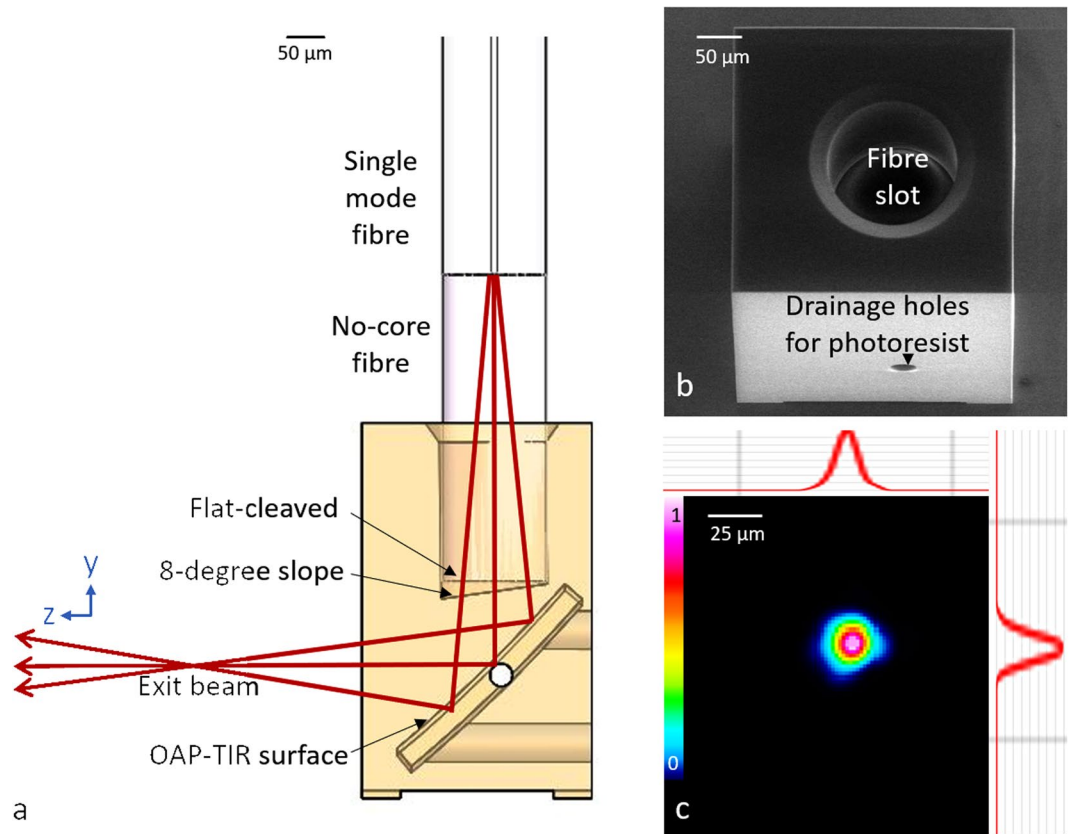 50 µm
Single
mode
fibre
No-core
fibre
Flat-cleaved
8-degree slope
y
z
Exit beam
OAP-TIR surface
a
50 µm
Fibre
slot
Drainage holes
for photoresist
b
1
25 µm
0
c